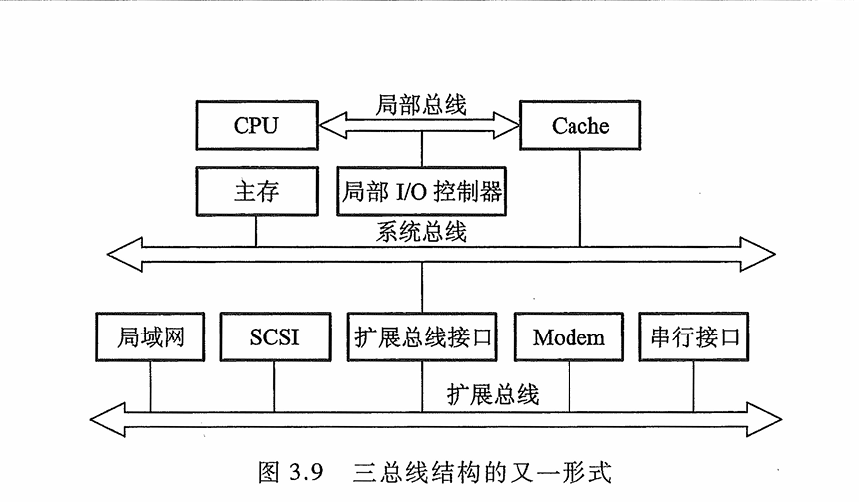 局部总线
CPU
Cache
主存
局部 I/O 控制器
系统总线
局域网
SCSI
扩展总线接口
Modem
串行接口
扩展总线
图 3.9 三总线结构的又一形式